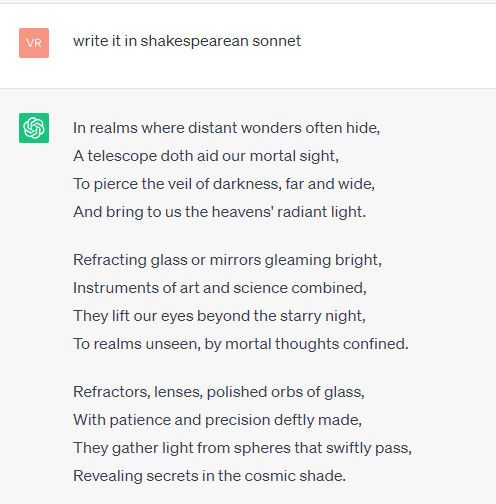 VR
write it in shakespearean sonnet
In realms where distant wonders often hide,
A telescope doth aid our mortal sight,
To pierce the veil of darkness, far and wide,
And bring to us the heavens' radiant light.
Refracting glass or mirrors gleaming bright,
Instruments of art and science combined,
They lift our eyes beyond the starry night,
To realms unseen, by mortal thoughts confined.
Refractors, lenses, polished orbs of glass,
With patience and precision deftly made,
They gather light from spheres that swiftly pass,
Revealing secrets in the cosmic shade.